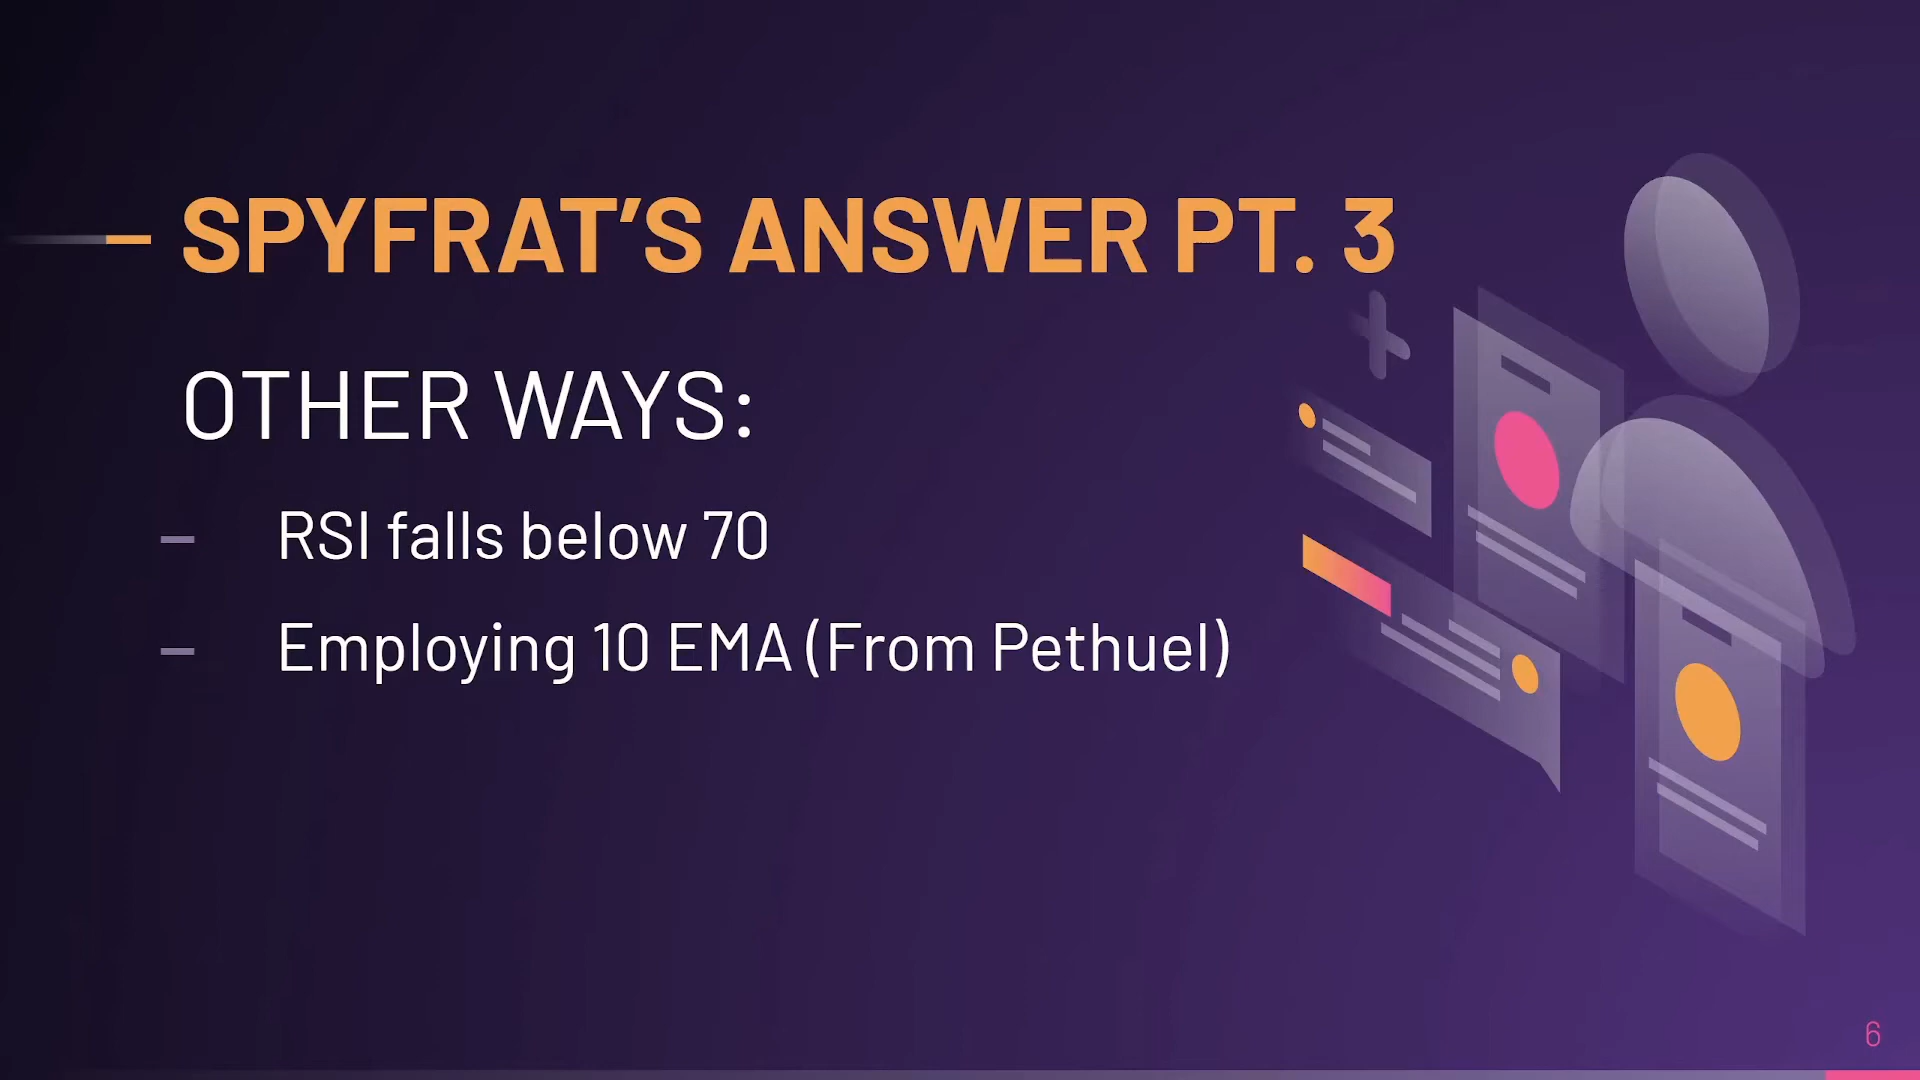 SPYFRAT’S ANSWER PT. 3
OTHER WAYS:
– RSI falls below 70
– Employing 10 EMA (From Pethuel)
6